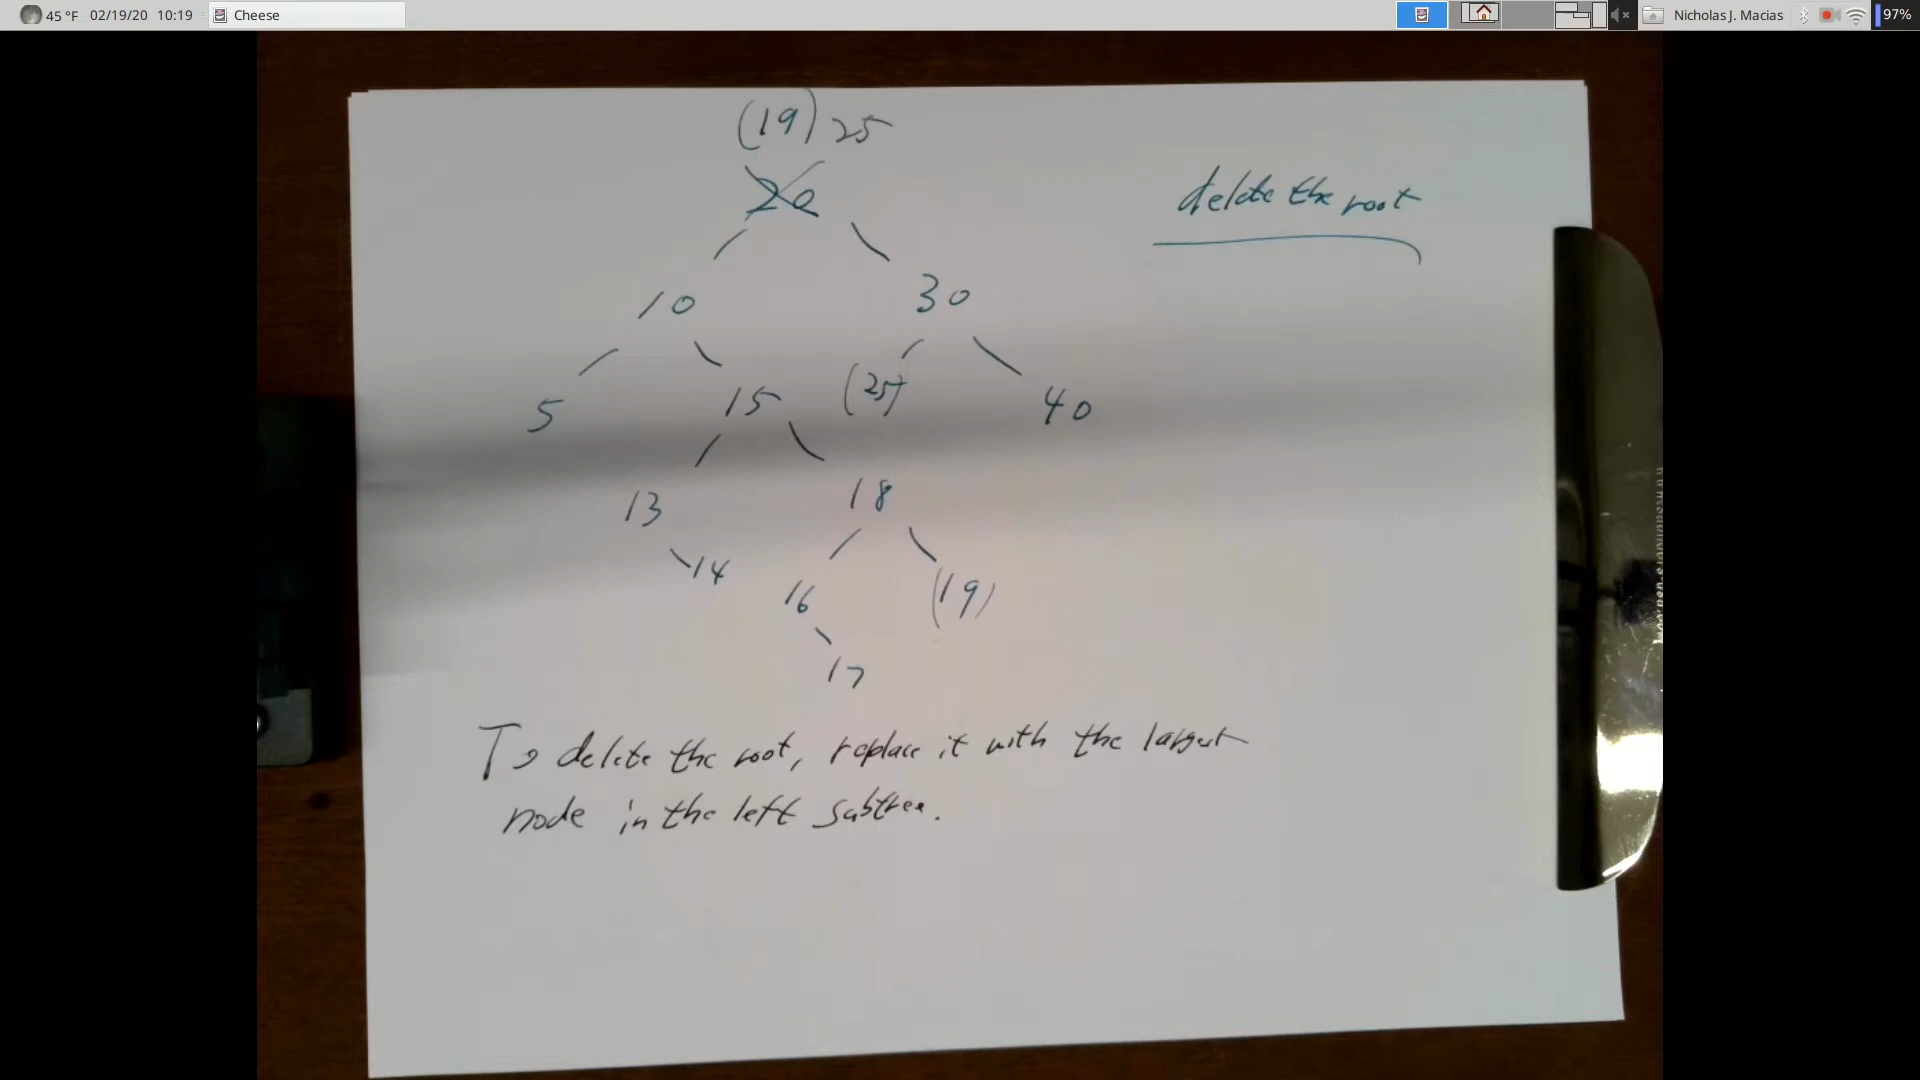 45 °F 02/19/20 10:19 Cheese Nicholas J. Macias 97%
(19) 25
20
delete the root
10 30
5 15 (25) 40
13 18
14 16 (19)
17
To delete the root, replace it with the largest
node in the left subtree.